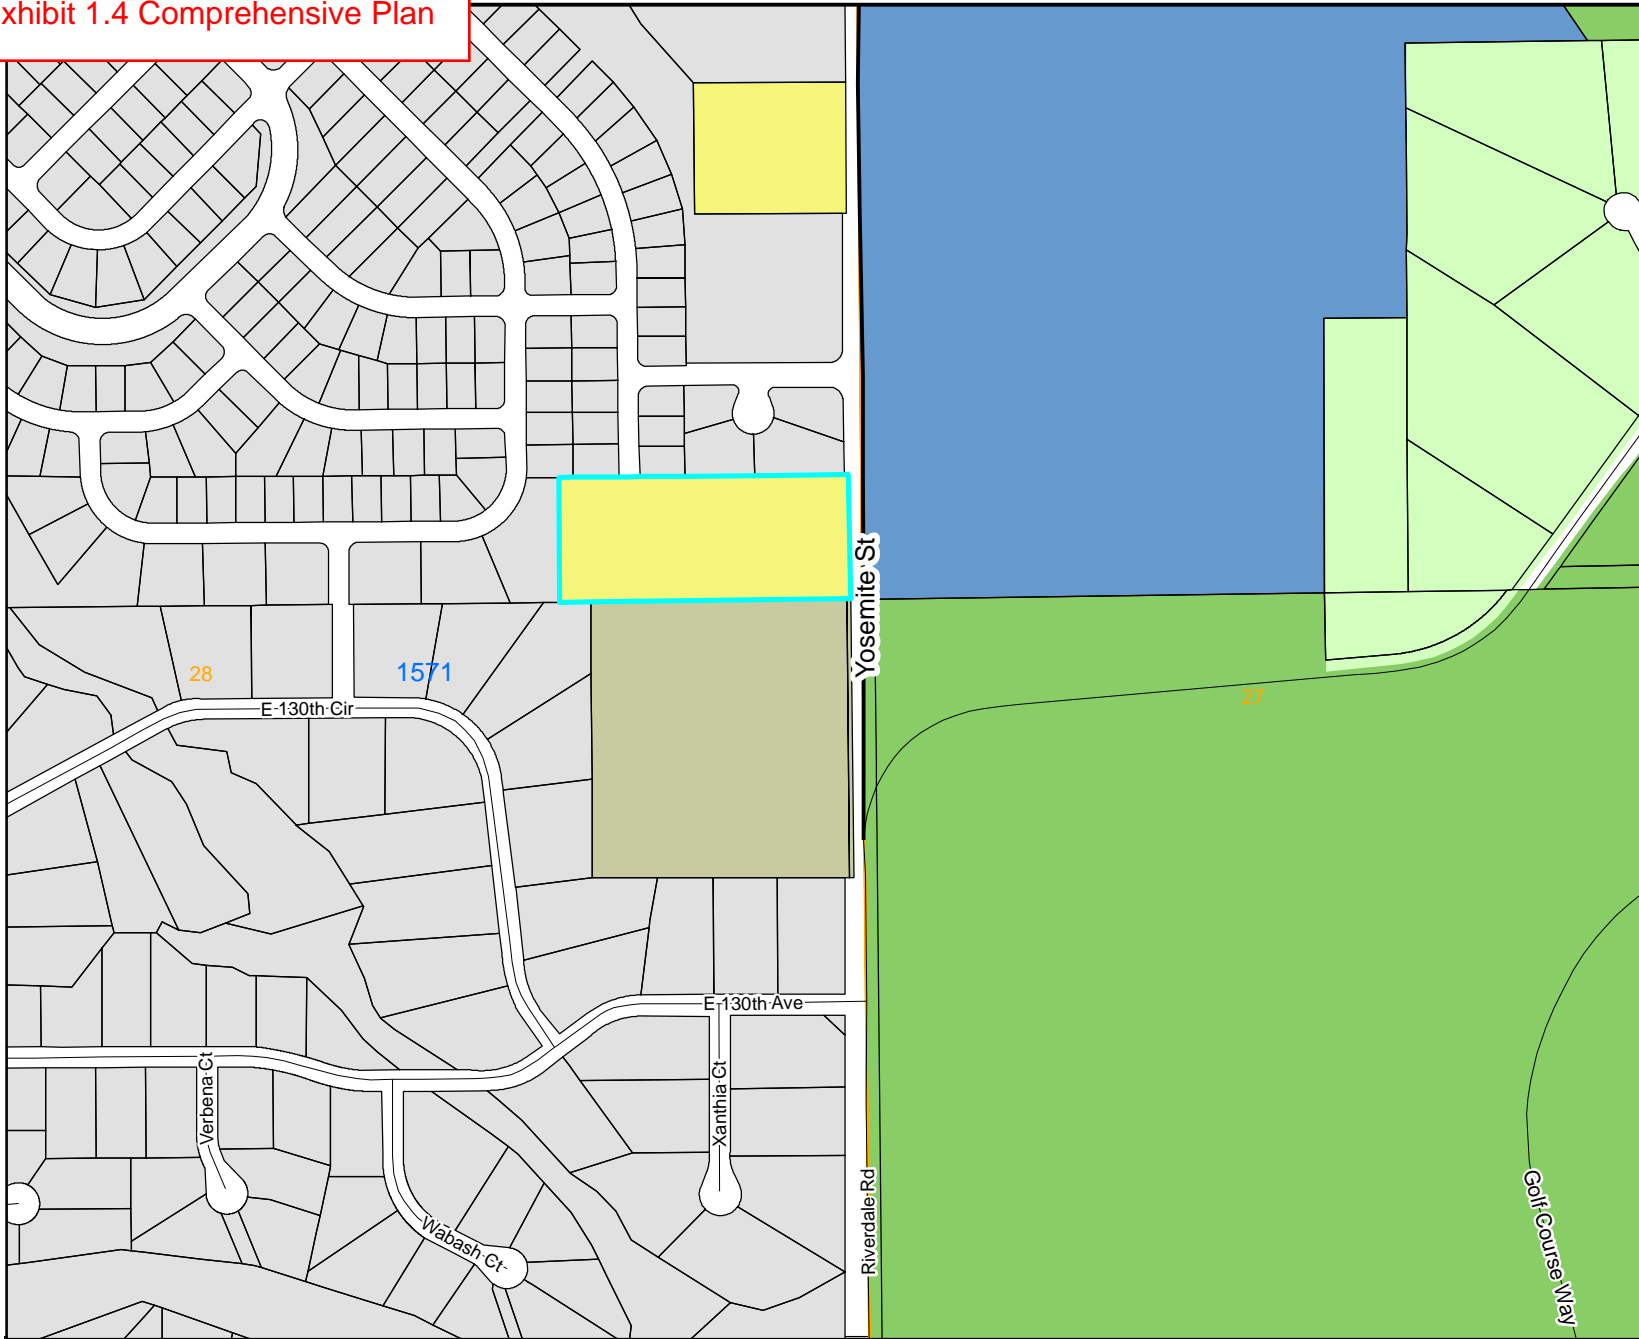 xhibit 1.4 Comprehensive Plan
Yosemite St
28
1571
27
E 130th Cir
E 130th Ave
Verbena Ct
Xanthia Ct
Riverdale Rd
Golf Course Way
Wabash Ct